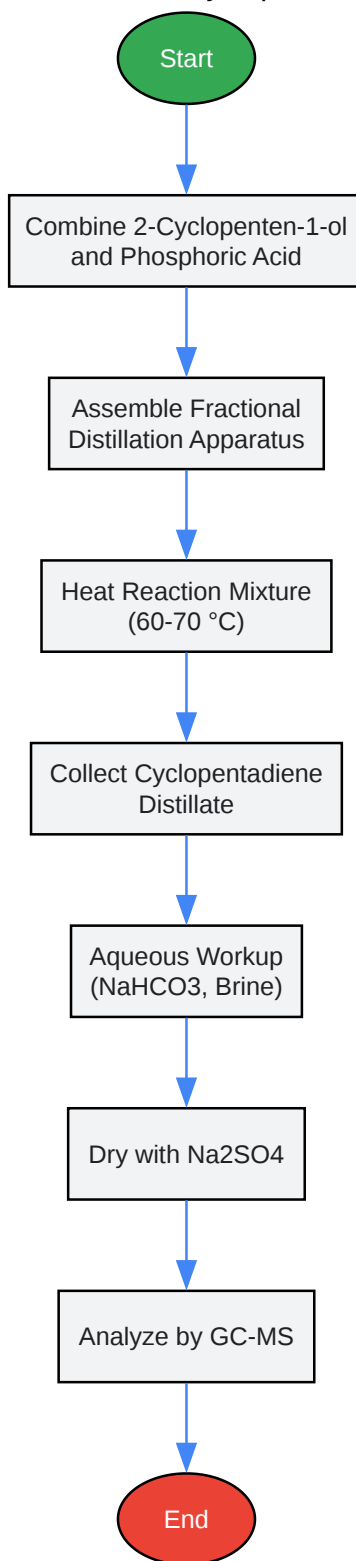 Start
Combine 2-Cyclopenten-1-ol
and Phosphoric Acid
Assemble Fractional
Distillation Apparatus
Heat Reaction Mixture
(60-70 °C)
Collect Cyclopentadiene
Distillate
Aqueous Workup
(NaHCO3, Brine)
Dry with Na2SO4
Analyze by GC-MS
End